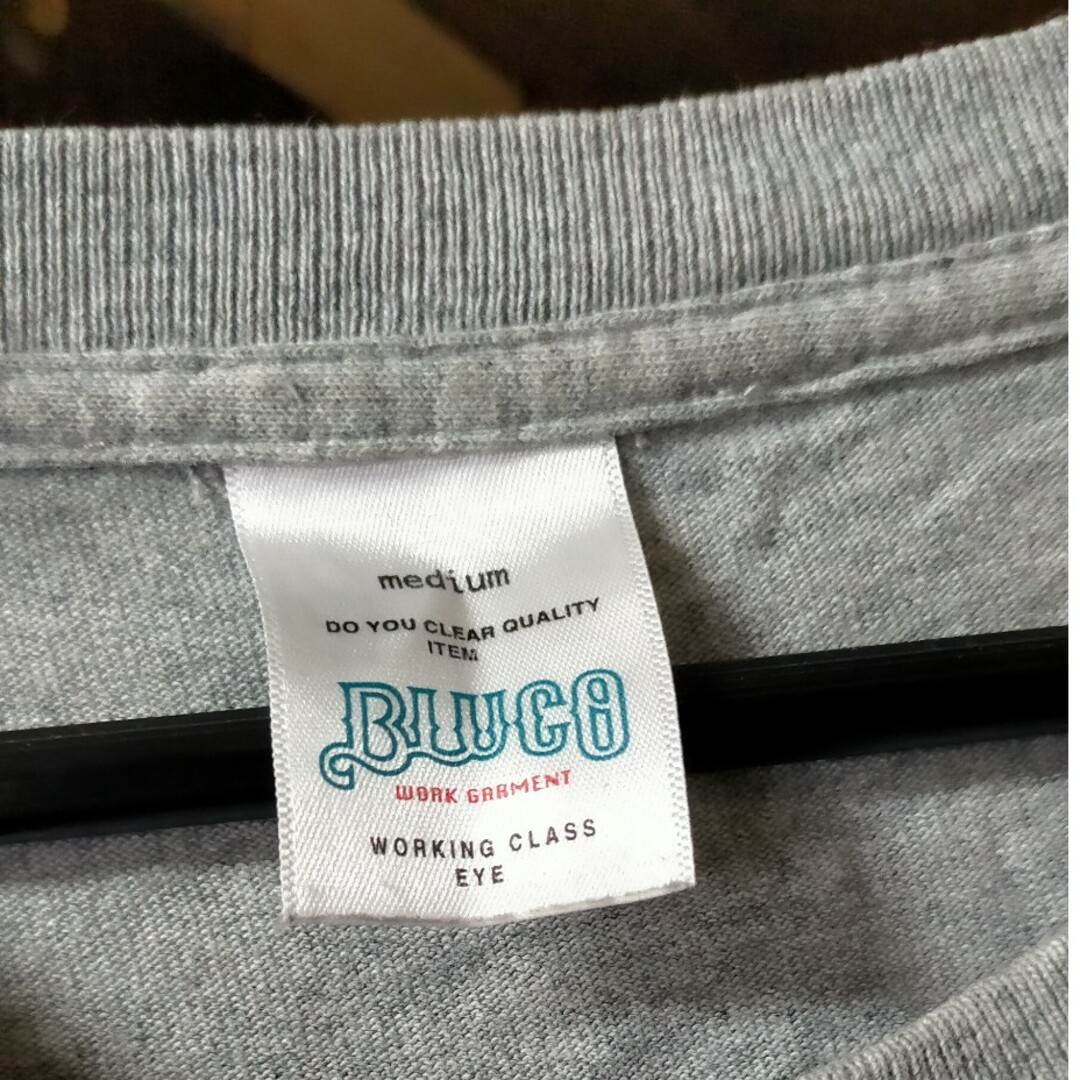 medium
DO YOU CLEAR QUALITY
ITEM
BLUCO
WORK GARMENT
WORKING CLASS
EYE